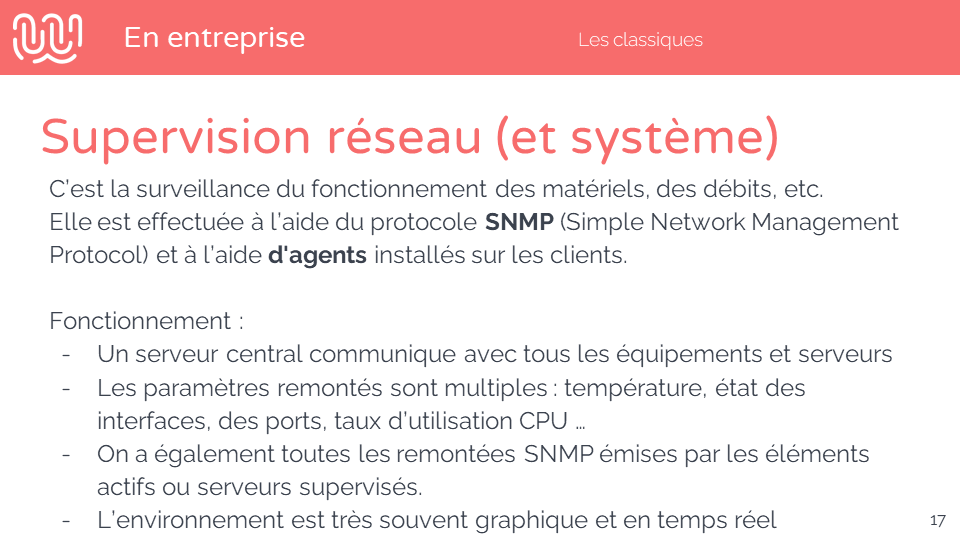 En entreprise
Les classiques
Supervision réseau (et système)
C’est la surveillance du fonctionnement des matériels, des débits, etc.
Elle est effectuée à l’aide du protocole SNMP (Simple Network Management
Protocol) et à l’aide d'agents installés sur les clients.
Fonctionnement :
- Un serveur central communique avec tous les équipements et serveurs
- Les paramètres remontés sont multiples : température, état des
interfaces, des ports, taux d’utilisation CPU …
- On a également toutes les remontées SNMP émises par les éléments
actifs ou serveurs supervisés.
- L’environnement est très souvent graphique et en temps réel
17